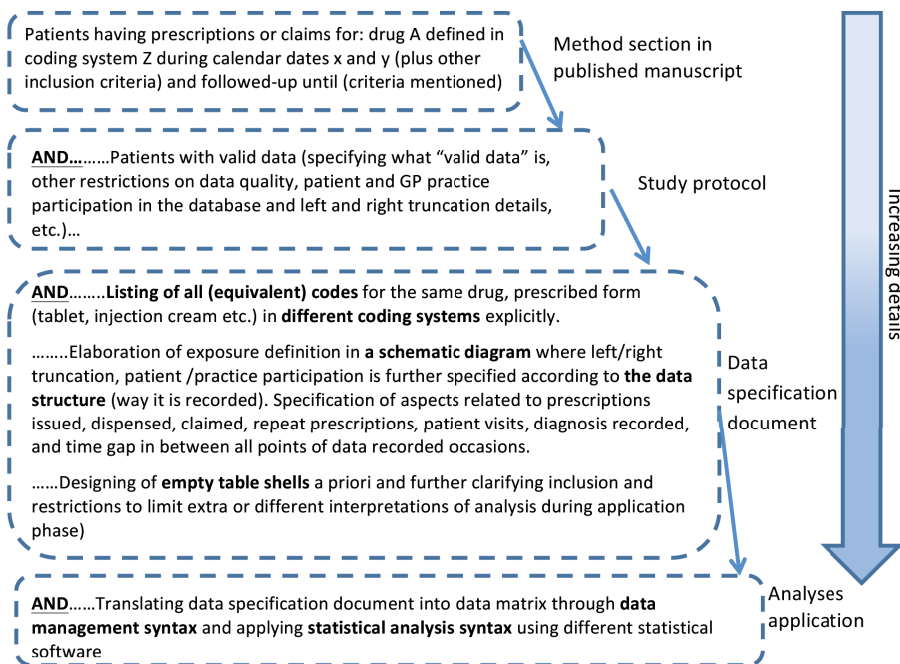 Patients having prescriptions or claims for: drug A defined in
coding system Z during calendar dates x and y (plus other
inclusion criteria) and followed-up until (criteria mentioned)
Method section in
published manuscript
AND…......Patients with valid data (specifying what “valid data” is,
other restrictions on data quality, patient and GP practice
participation in the database and left and right truncation details,
etc.)…
Study protocol
AND……..Listing of all (equivalent) codes for the same drug, prescribed form
(tablet, injection cream etc.) in different coding systems explicitly.
……..Elaboration of exposure definition in a schematic diagram where left/right
truncation, patient /practice participation is further specified according to the data
structure (way it is recorded). Specification of aspects related to prescriptions
issued, dispensed, claimed, repeat prescriptions, patient visits, diagnosis recorded,
and time gap in between all points of data recorded occasions.
……Designing of empty table shells a priori and further clarifying inclusion and
restrictions to limit extra or different interpretations of analysis during application
phase)
Data
specification
document
AND……Translating data specification document into data matrix through data
management syntax and applying statistical analysis syntax using different statistical
software
Analyses
application
Increasing details